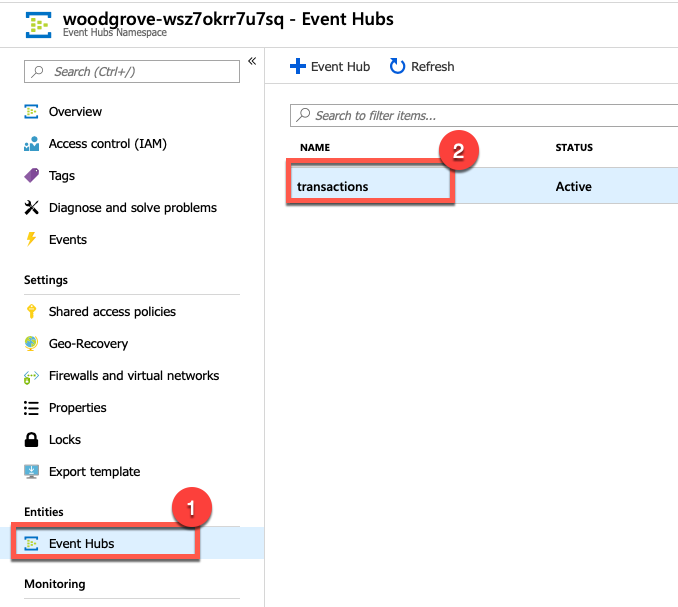 woodgrove-wsz7okrr7u7sq - Event Hubs
Event Hubs Namespace
Search (Ctrl+/)
«
Overview
Access control (IAM)
Tags
Diagnose and solve problems
Events
Settings
Shared access policies
Geo-Recovery
Firewalls and virtual networks
Properties
Locks
Export template
Entities
1
Event Hubs
Monitoring
Event Hub
Refresh
Search to filter items...
NAME
2
STATUS
transactions
Active